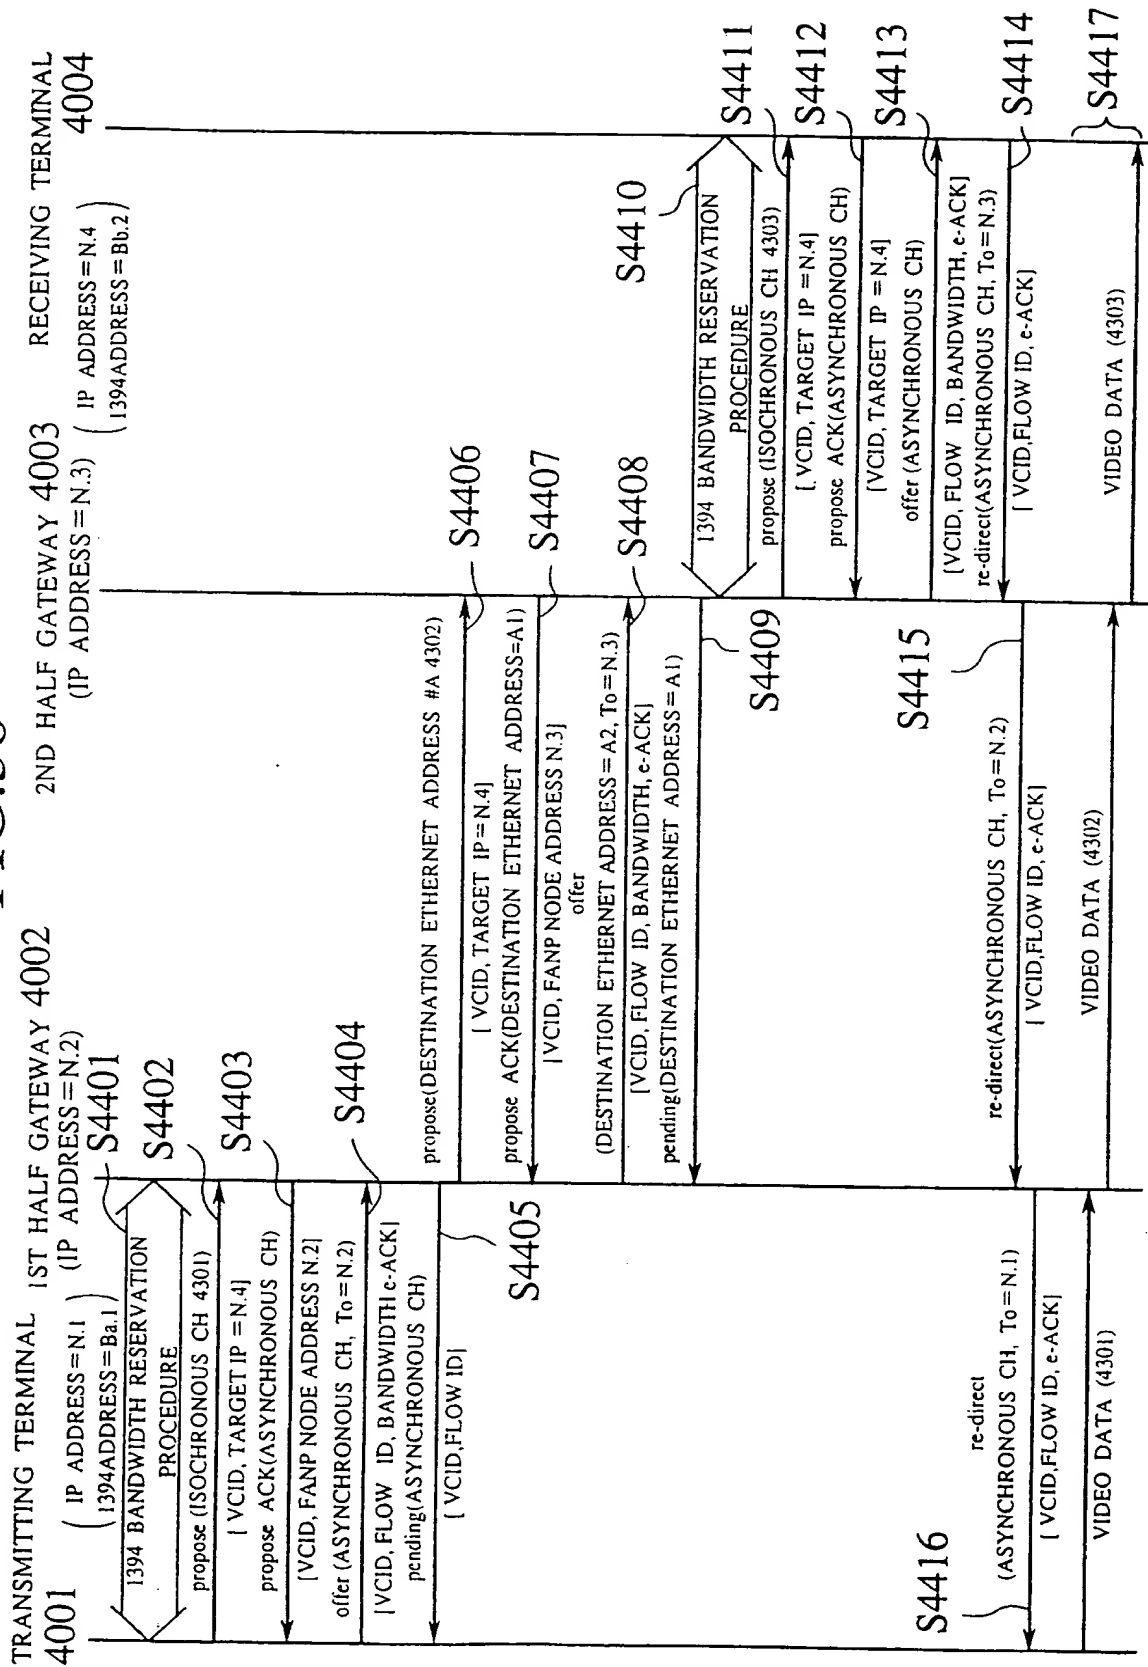 TRANSMITTING TERMINAL
4001
( IP ADDRESS=N.1
1394ADDRESS=Ba.1 )
1ST HALF GATEWAY 4002
(IP ADDRESS=N.2)
2ND HALF GATEWAY 4003
(IP ADDRESS=N.3)
RECEIVING TERMINAL
4004
( IP ADDRESS=N.4
1394ADDRESS=Bb.2 )
S4401
1394 BANDWIDTH RESERVATION
PROCEDURE
S4402
propose (ISOCHRONOUS CH 4301)
[ VCID, TARGET IP=N.4]
S4403
propose ACK(ASYNCHRONOUS CH)
[VCID, FANP NODE ADDRESS N.2]
S4404
offer (ASYNCHRONOUS CH, To=N.2)
[VCID, FLOW ID, BANDWIDTH e-ACK]
pending(ASYNCHRONOUS CH)
S4405
[ VCID,FLOW ID]
propose(DESTINATION ETHERNET ADDRESS #A 4302)
S4406
[ VCID, TARGET IP=N.4]
propose ACK(DESTINATION ETHERNET ADDRESS=A1)
S4407
[VCID, FANP NODE ADDRESS N.3]
offer
(DESTINATION ETHERNET ADDRESS=A2, To=N.3)
S4408
[VCID, FLOW ID, BANDWIDTH, e-ACK]
pending(DESTINATION ETHERNET ADDRESS=A1)
S4409
S4410
1394 BANDWIDTH RESERVATION
PROCEDURE
propose (ISOCHRONOUS CH 4303)
S4411
[ VCID, TARGET IP=N.4]
propose ACK(ASYNCHRONOUS CH)
S4412
[VCID, TARGET IP=N.4]
offer (ASYNCHRONOUS CH)
S4413
[VCID, FLOW ID, BANDWIDTH, e-ACK]
re-direct(ASYNCHRONOUS CH, To=N.3)
S4414
[ VCID,FLOW ID, e-ACK]
S4415
re-direct(ASYNCHRONOUS CH, To=N.2)
[ VCID,FLOW ID, e-ACK]
S4416
re-direct
(ASYNCHRONOUS CH, To=N.1)
[ VCID,FLOW ID, e-ACK]
VIDEO DATA (4301)
VIDEO DATA (4302)
VIDEO DATA (4303)
S4417